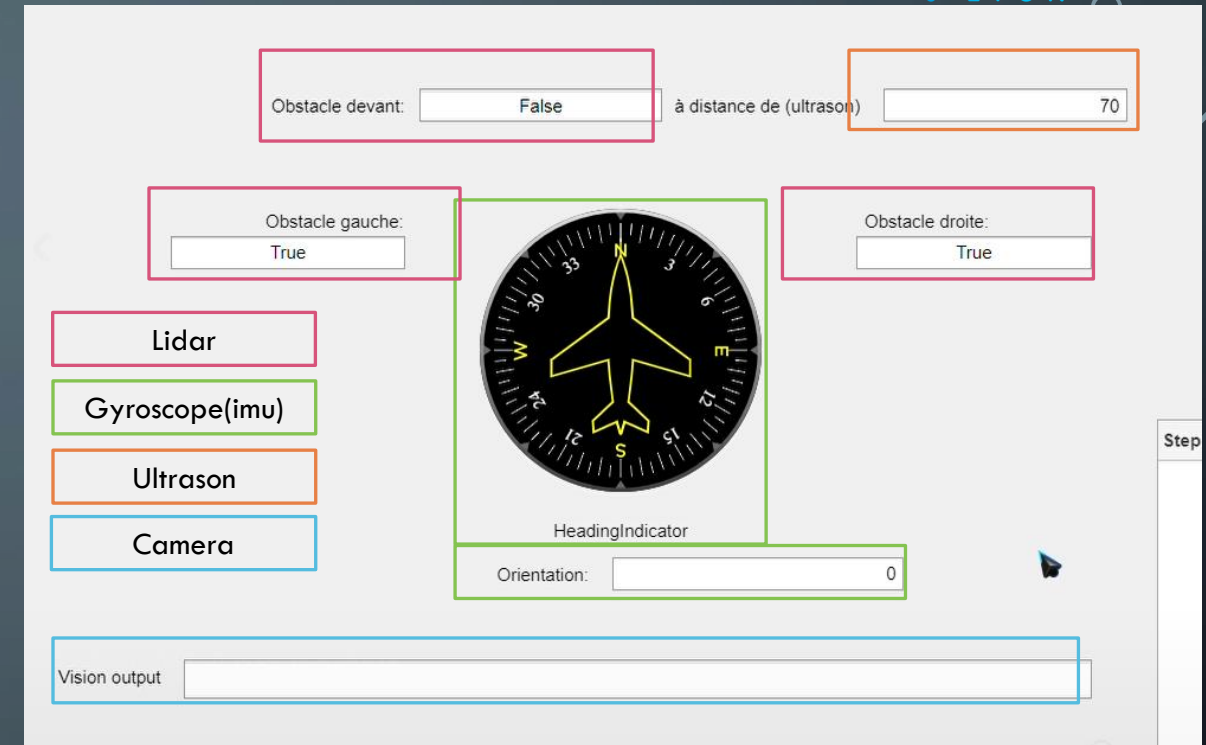 Obstacle devant: False à distance de (ultrason) 70
Obstacle gauche: Obstacle droite:
True True
N
33 3
30 6
W E
24 12
21 15
S
Lidar
Gyroscope(imu)
Ultrason
Camera
Step
HeadingIndicator
Orientation: 0
Vision output